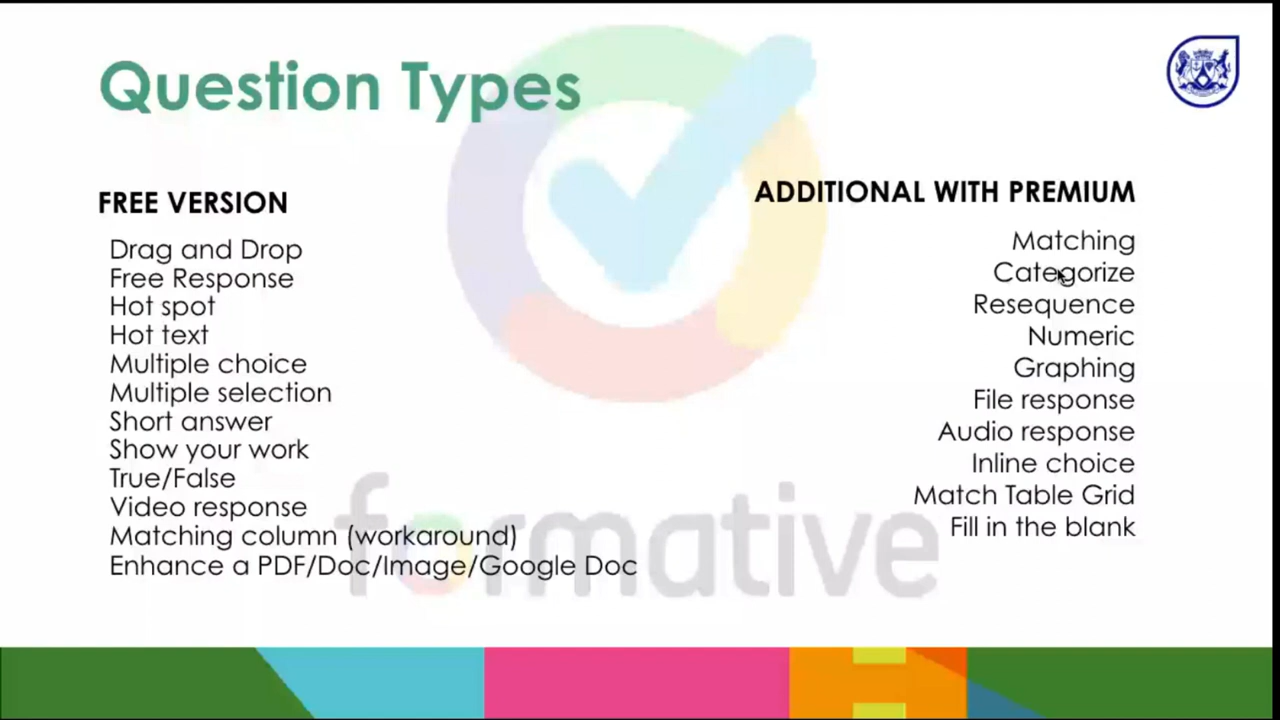 Question Types
FREE VERSION
Drag and Drop
Free Response
Hot spot
Hot text
Multiple choice
Multiple selection
Short answer
Show your work
True/False
Video response
Matching column (workaround)
Enhance a PDF/Doc/Image/Google Doc
ADDITIONAL WITH PREMIUM
Matching
Categorize
Resequence
Numeric
Graphing
File response
Audio response
Inline choice
Match Table Grid
Fill in the blank
formative